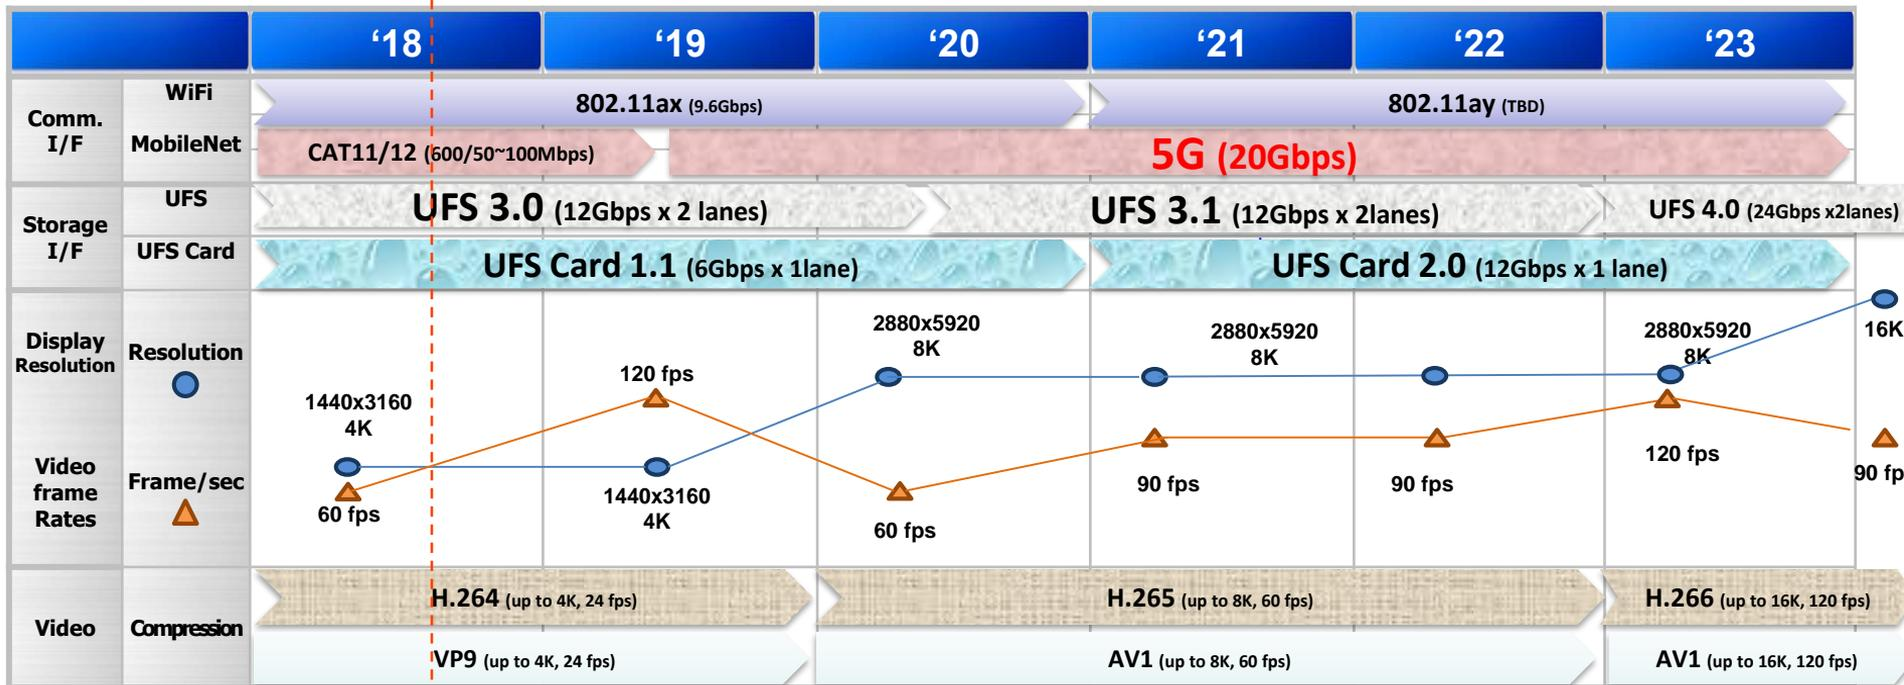 ‘18
‘19
‘20
‘21
‘22
‘23
Comm.
I/F
WiFi
802.11ax (9.6Gbps)
802.11ay (TBD)
MobileNet
CAT11/12 (600/50~100Mbps)
5G (20Gbps)
Storage
I/F
UFS
UFS 3.0 (12Gbps x 2 lanes)
UFS 3.1 (12Gbps x 2lanes)
UFS 4.0 (24Gbps x2lanes)
UFS Card
UFS Card 1.1 (6Gbps x 1lane)
UFS Card 2.0 (12Gbps x 1 lane)
Display
Resolution
Resolution
1440x3160
4K
1440x3160
4K
2880x5920
8K
2880x5920
8K
2880x5920
8K
16K
Video
frame
Rates
Frame/sec
60 fps
120 fps
60 fps
90 fps
90 fps
120 fps
90 fp
Video
Compression
H.264 (up to 4K, 24 fps)
H.265 (up to 8K, 60 fps)
H.266 (up to 16K, 120 fps)
VP9 (up to 4K, 24 fps)
AV1 (up to 8K, 60 fps)
AV1 (up to 16K, 120 fps)